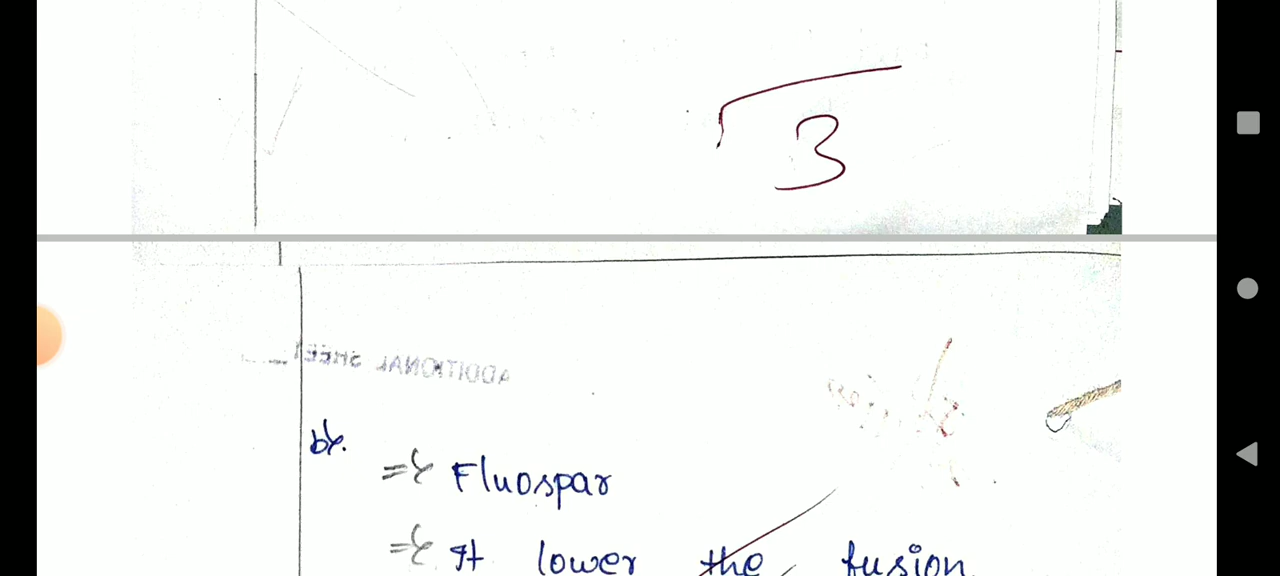 3
ADDITIONAL SHEET
b).
=> Fluospar
=> It lower the fusion